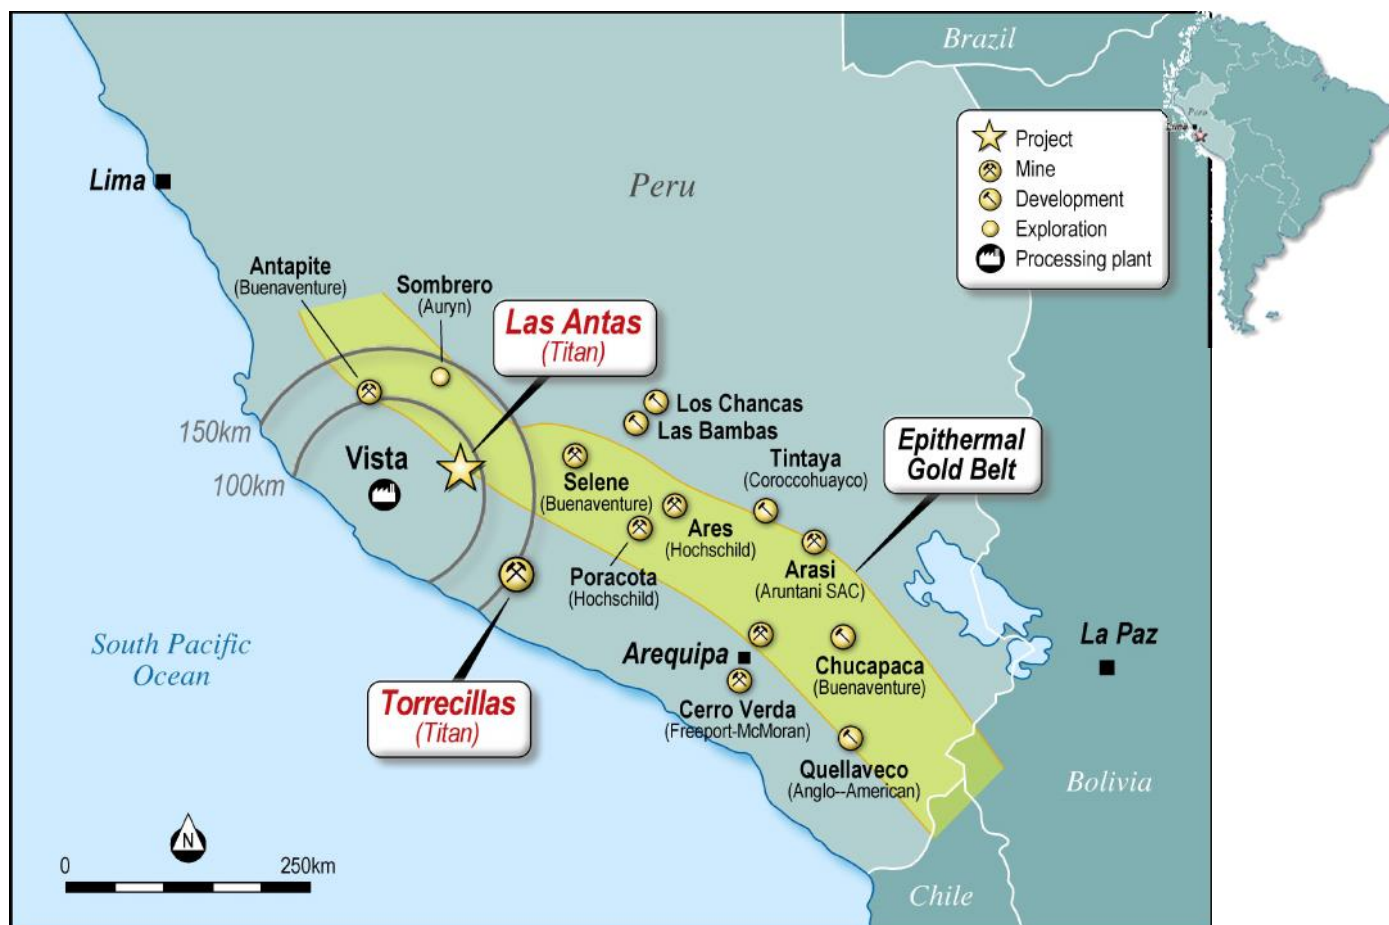 Brazil
Project
Mine
Development
Exploration
Processing plant
Peru
Lima
Lima
Peru
Antapite
(Buenaventure)
Sombrero
(Auryn)
Las Antas
(Titan)
150km
100km
Vista
Los Chancas
Las Bambas
Tintaya
(Coroccohuayco)
Epithermal
Gold Belt
Selene
(Buenaventure)
Ares
(Hochschild)
Poracota
(Hochschild)
Arasi
(Aruntani SAC)
South Pacific
Ocean
Torrecillas
(Titan)
Arequipa
Cerro Verda
(Freeport-McMoran)
Chucapaca
(Buenaventure)
La Paz
Quellaveco
(Anglo--American)
Bolivia
Chile
N
0
250km